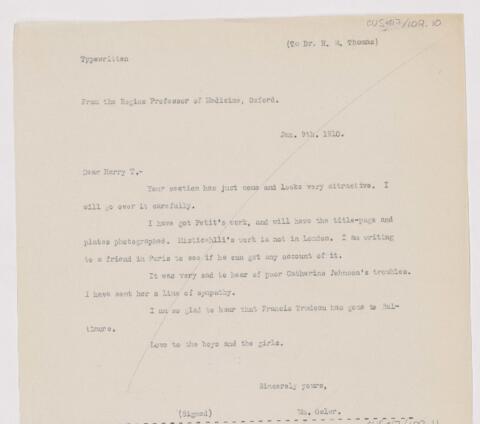 CUS417/109.10
(To Dr. H. M. Thomas)
Typewritten
From the Regius Professor of Medicine, Oxford.
Jan. 9th. 1910.
Dear Harry T,-
Your section has just come and looks very attractive. I
will go over it carefully.
I have got Petit's work, and will have the title-page and
plates photographed. Mistichilli's work is not in London. I am writing
to a friend in Paris to see if he can get any account of it.
It was very sad to hear of poor Catharine Johnson's troubles.
I have sent her a line of sympathy.
I am so glad to hear that Francis Trudeau has gone to Bal-
timore.
Love to the boys and the girls.
Sincerely yours,
(Signed) Wm. Osler.